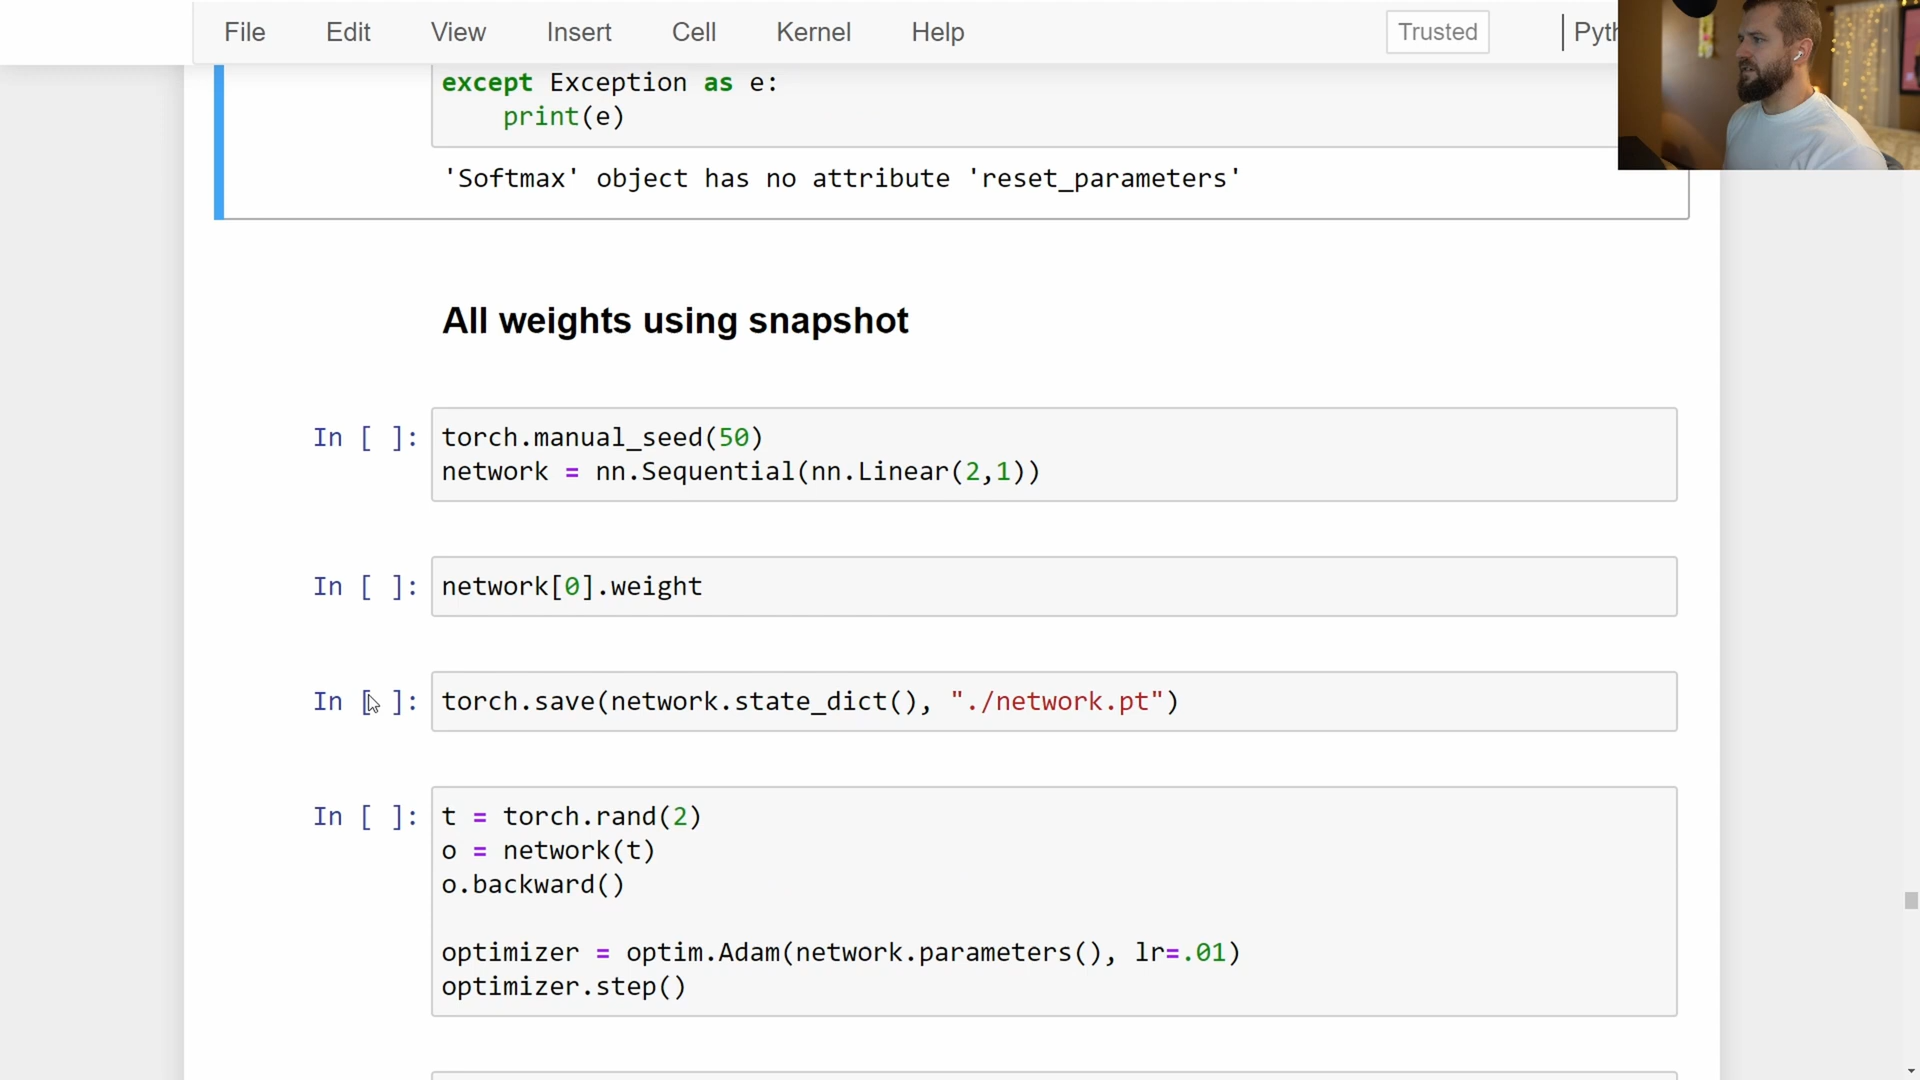 File Edit View Insert Cell Kernel Help Trusted
except Exception as e:
print(e)
'Softmax' object has no attribute 'reset_parameters'
All weights using snapshot
In [ ]: torch.manual_seed(50)
network = nn.Sequential(nn.Linear(2,1))
In [ ]: network[0].weight
In [ ]: torch.save(network.state_dict(), "./network.pt")
In [ ]: t = torch.rand(2)
o = network(t)
o.backward()
optimizer = optim.Adam(network.parameters(), lr=.01)
optimizer.step()